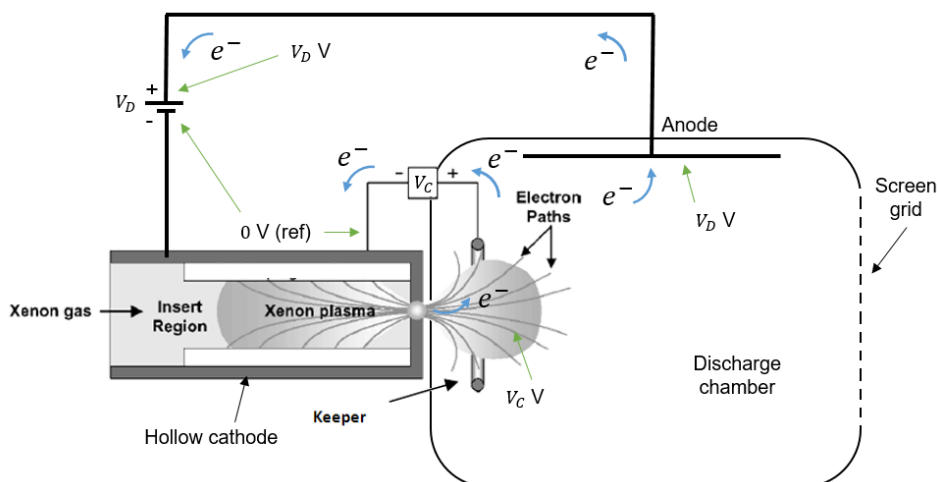 e⁻
V_D V
e⁻
+
V_D
-
Anode
e⁻
-
V_C
+
e⁻
Electron
Paths
e⁻
Screen
grid
V_D V
0 V (ref)
Xenon gas
Insert
Region
Xenon plasma
e⁻
Discharge
chamber
V_C V
Keeper
Hollow cathode